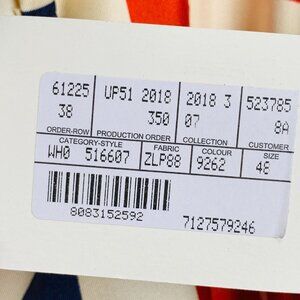 61225 UP51 2018 2018 3 523785
38 350 07 8A
ORDER-ROW PRODUCTION ORDER COLLECTION CUSTOMER
CATEGORY-STYLE FABRIC COLOUR SIZE
WH0 516607 ZLP88 9262 48
8083152592 7127579246